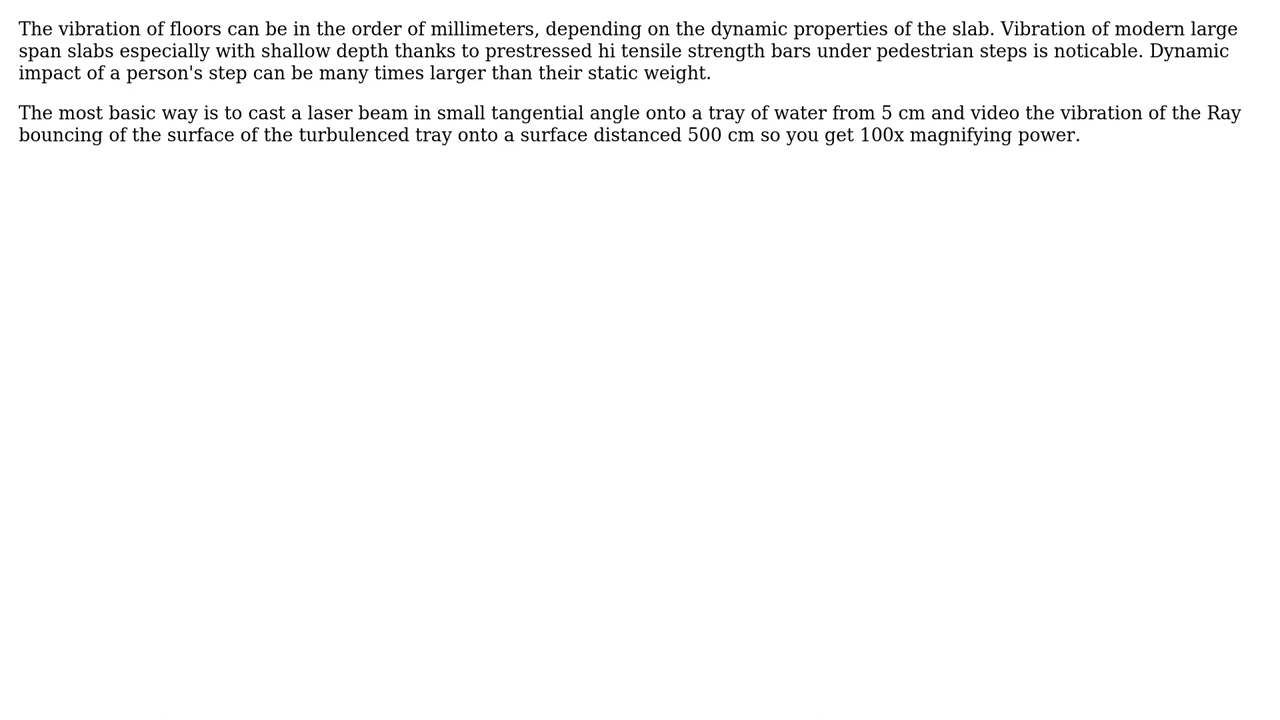 The vibration of floors can be in the order of millimeters, depending on the dynamic properties of the slab. Vibration of modern large
span slabs especially with shallow depth thanks to prestressed hi tensile strength bars under pedestrian steps is noticable. Dynamic
impact of a person's step can be many times larger than their static weight.
The most basic way is to cast a laser beam in small tangential angle onto a tray of water from 5 cm and video the vibration of the Ray
bouncing of the surface of the turbulenced tray onto a surface distanced 500 cm so you get 100x magnifying power.